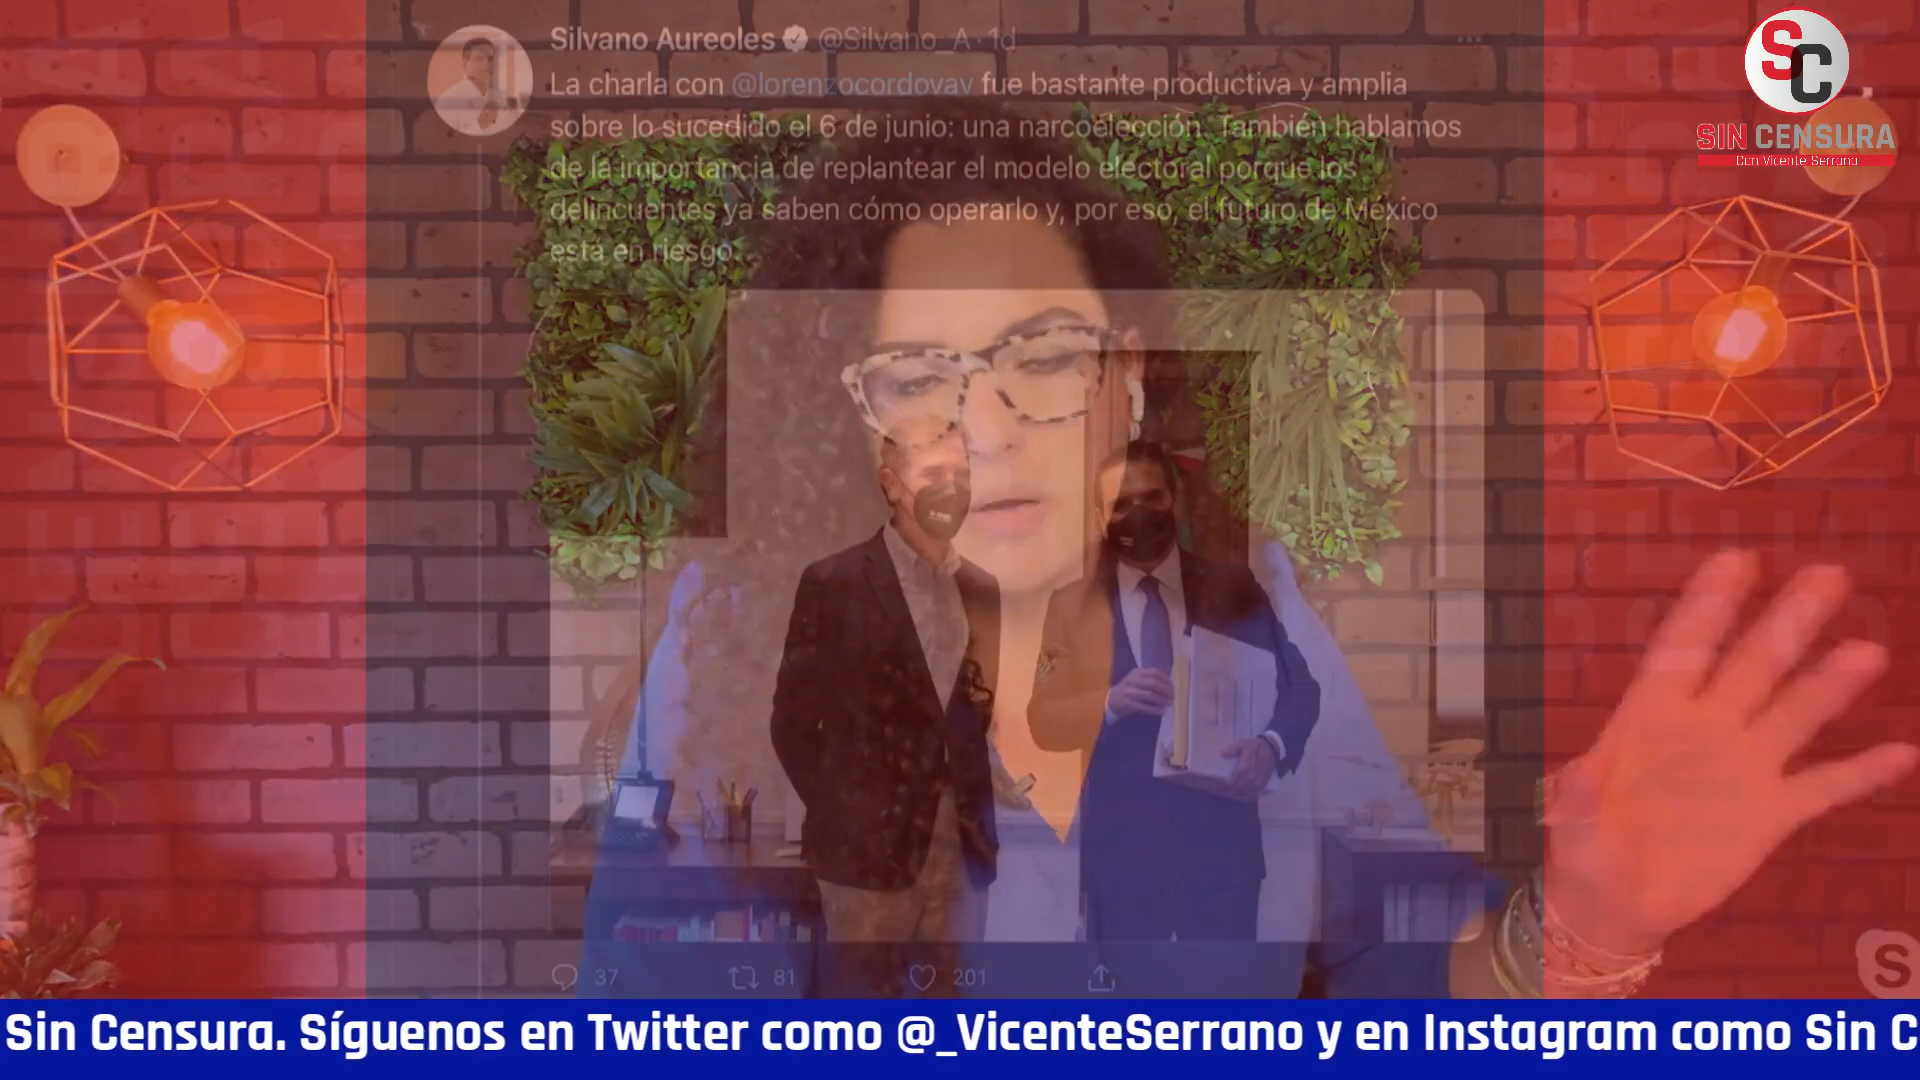 Silvano Aureoles @Silvano_A · 1d
La charla con @lorenzocordovav fue bastante productiva y amplia
sobre lo sucedido el 6 de junio: una narcoelección. También hablamos
de la importancia de replantear el modelo electoral porque los
delincuentes ya saben cómo operarlo y, por eso, el futuro de México
está en riesgo.
37 81 201
SC
SIN CENSURA
Con Vicente Serrano
S
Sin Censura. Síguenos en Twitter como @_VicenteSerrano y en Instagram como Sin C